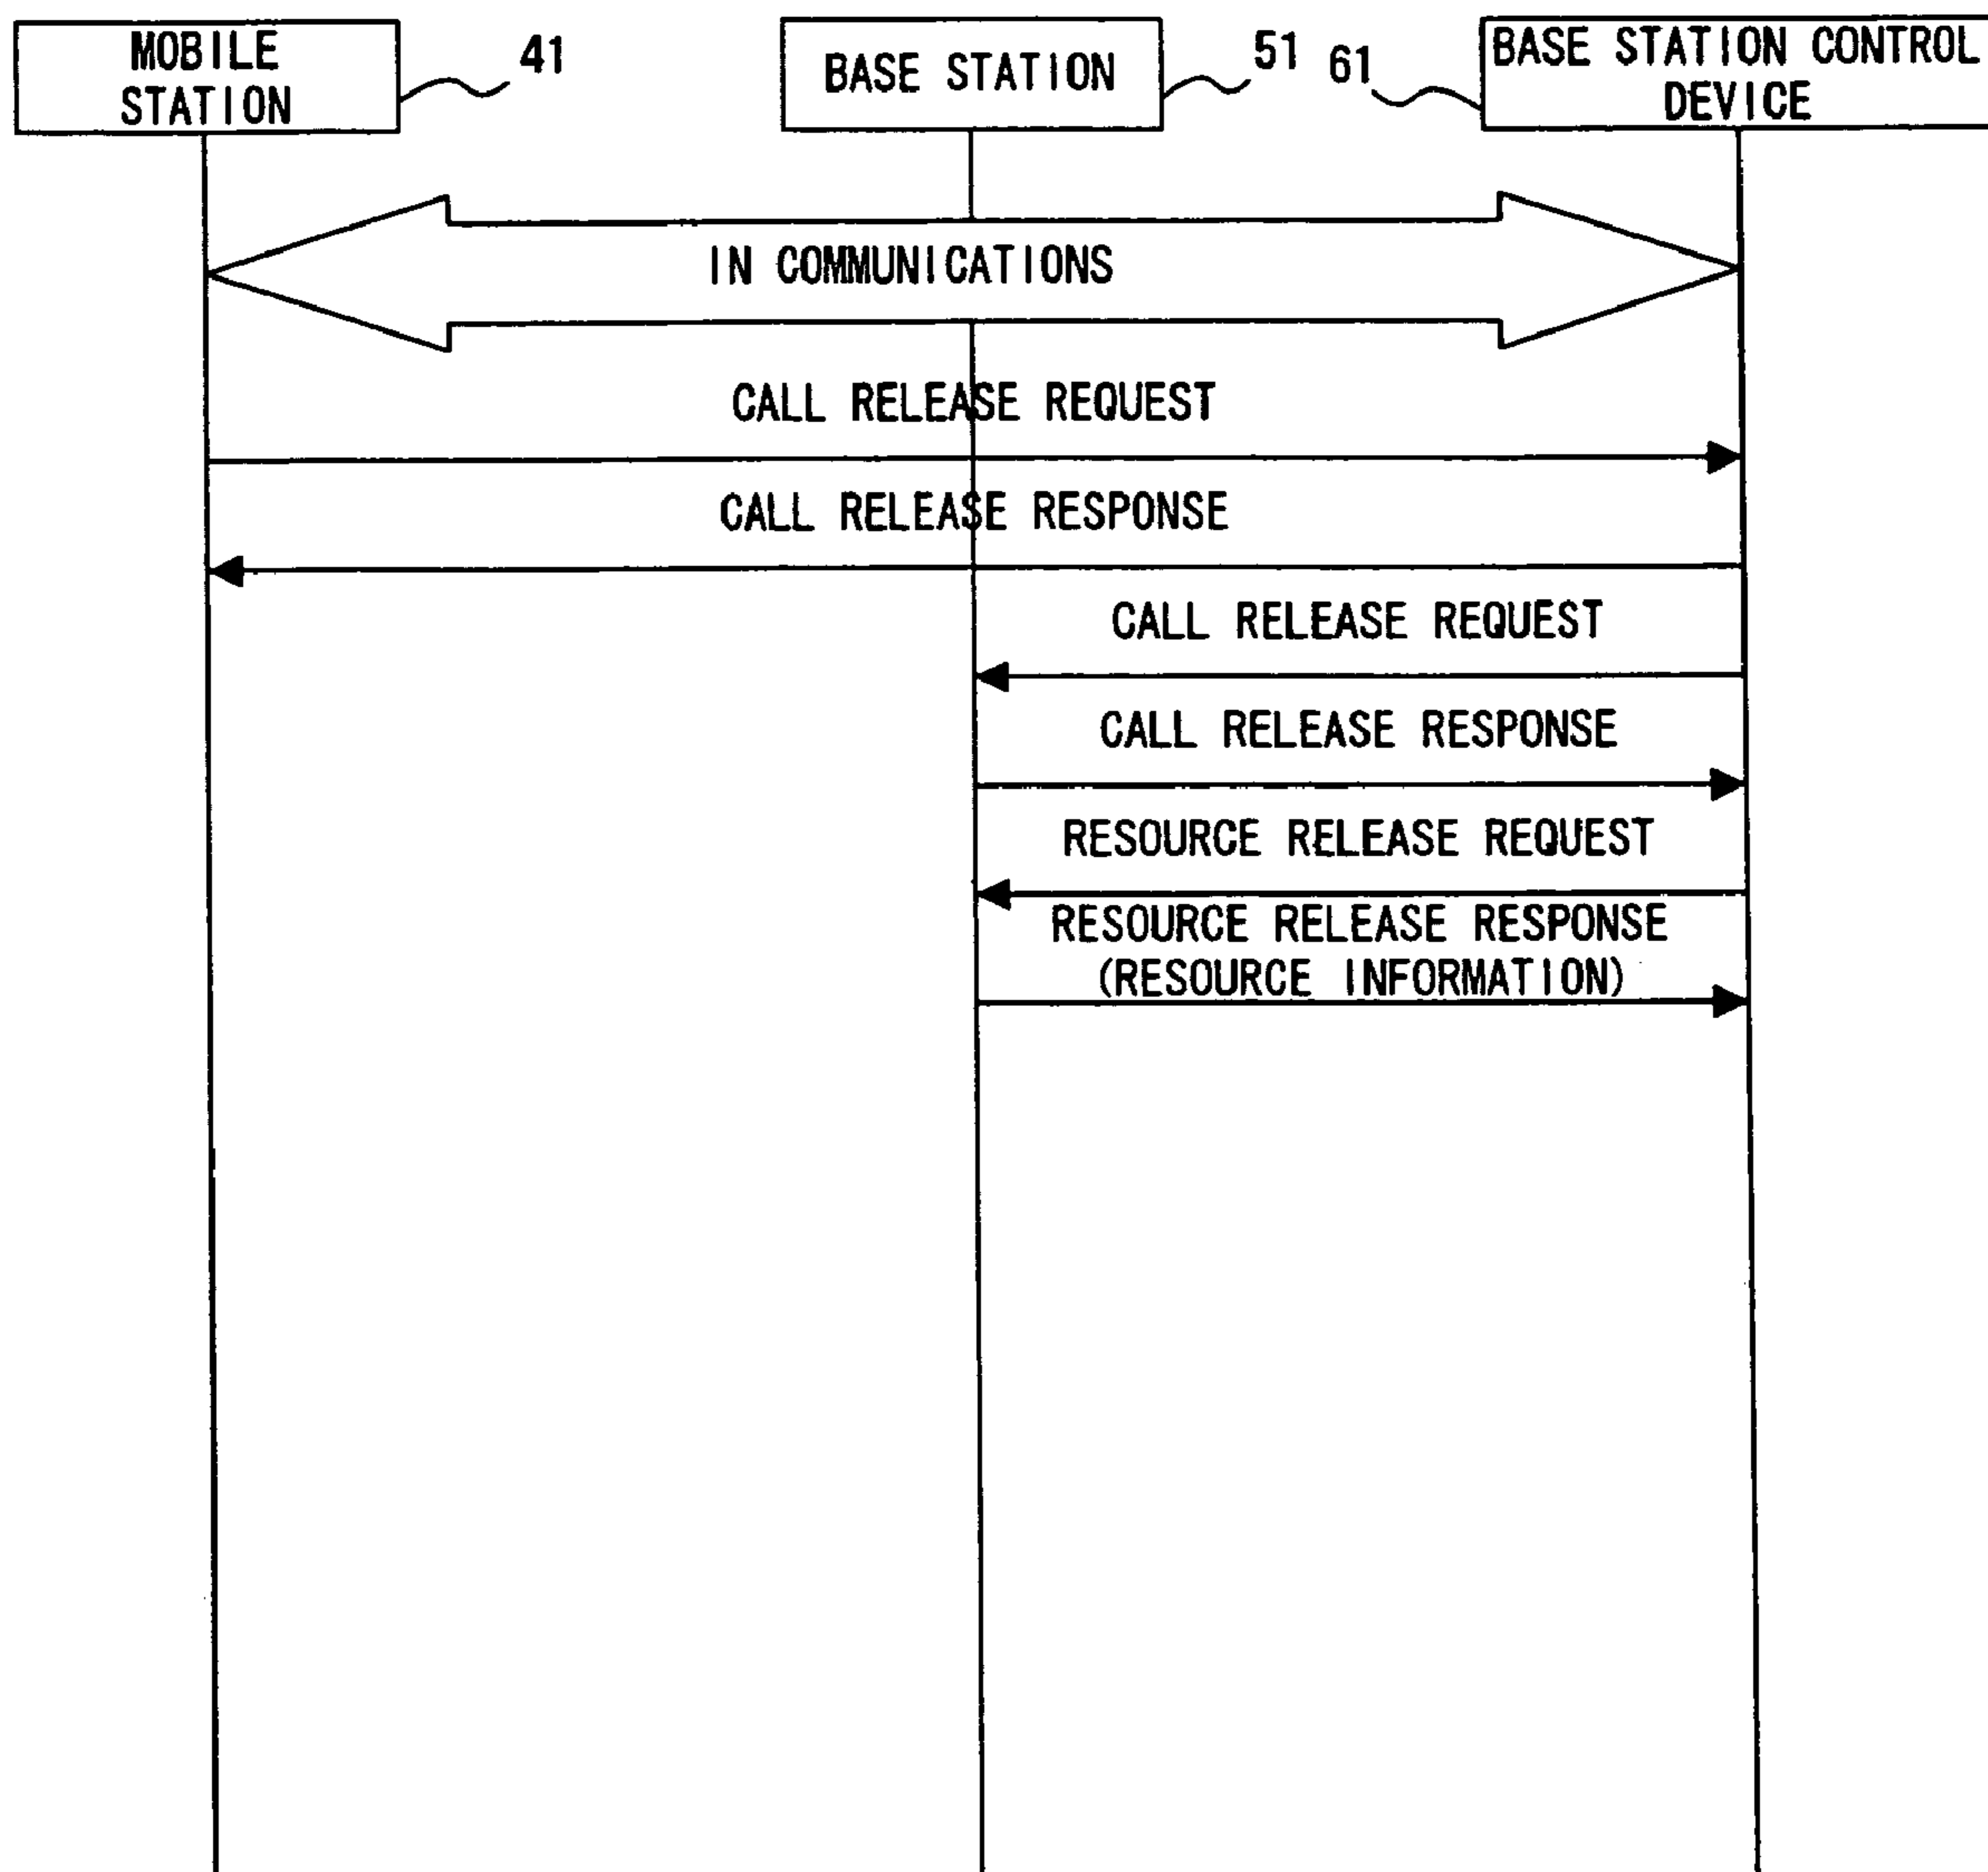 MOBILE
STATION
41
BASE STATION
51
61
BASE STATION CONTROL
DEVICE
IN COMMUNICATIONS
CALL RELEASE REQUEST
CALL RELEASE RESPONSE
CALL RELEASE REQUEST
CALL RELEASE RESPONSE
RESOURCE RELEASE REQUEST
RESOURCE RELEASE RESPONSE
(RESOURCE INFORMATION)